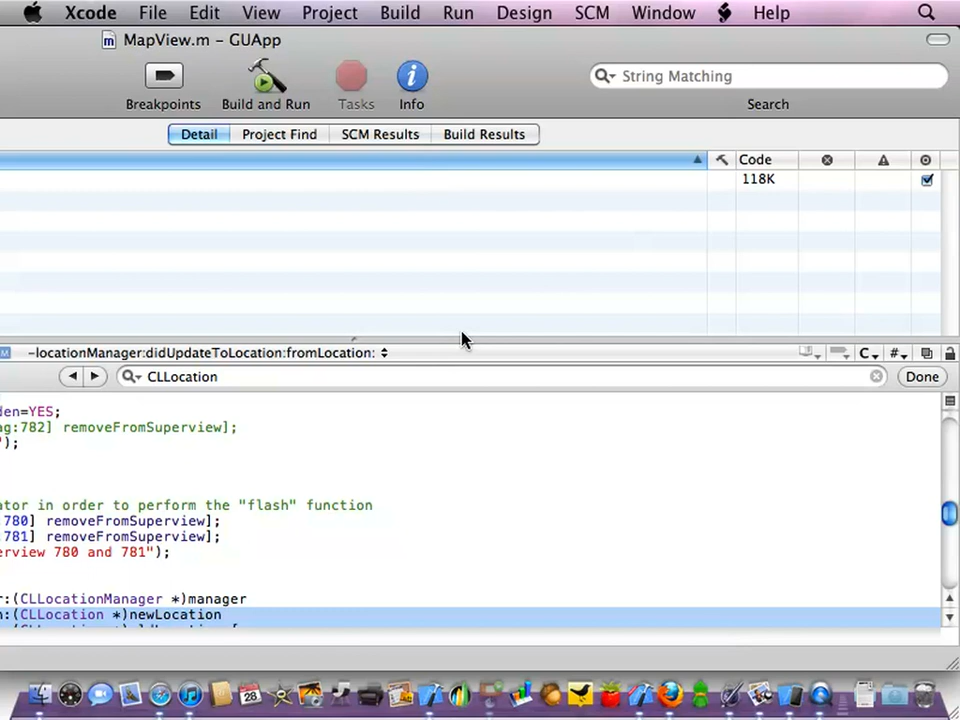 Xcode File Edit View Project Build Run Design SCM Window Help
MapView.m – GUApp
String Matching
Breakpoints Build and Run Tasks Info Search
Detail Project Find SCM Results Build Results
Code
118K
-locationManager:didUpdateToLocation:fromLocation: C # 
CLLocation Done
den=YES;
ag:782] removeFromSuperview];
");
ator in order to perform the "flash" function
780] removeFromSuperview];
781] removeFromSuperview];
erview 780 and 781");
r:(CLLocationManager *)manager
n:(CLLocation *)newLocation
28